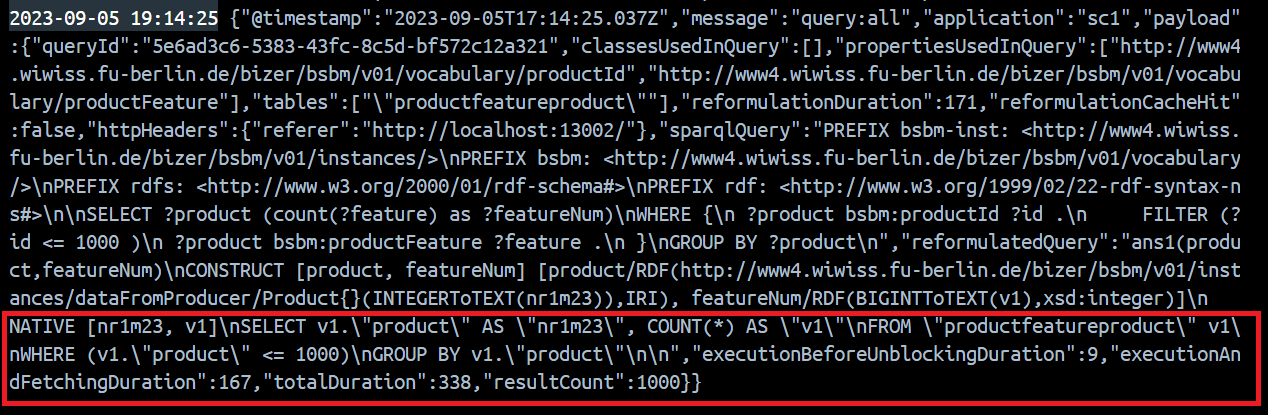 2023-09-05 19:14:25 {"@timestamp":"2023-09-05T17:14:25.037Z","message":"query:all","application":"sc1","payload"
:{"queryId":"5e6ad3c6-5383-43fc-8c5d-bf572c12a321","classesUsedInQuery":[],"propertiesUsedInQuery":["http://www4
.wiwiss.fu-berlin.de/bizer/bsbm/v01/vocabulary/productId","http://www4.wiwiss.fu-berlin.de/bizer/bsbm/v01/vocabu
lary/productFeature"],"tables":["\"productfeatureproduct\""],"reformulationDuration":171,"reformulationCacheHit"
:false,"httpHeaders":{"referer":"http://localhost:13002/"},"sparqlQuery":"PREFIX bsbm-inst: <http://www4.wiwiss.
fu-berlin.de/bizer/bsbm/v01/instances/>\nPREFIX bsbm: <http://www4.wiwiss.fu-berlin.de/bizer/bsbm/v01/vocabulary
/>\nPREFIX rdfs: <http://www.w3.org/2000/01/rdf-schema#>\nPREFIX rdf: <http://www.w3.org/1999/02/22-rdf-syntax-n
s#>\n\nSELECT ?product (count(?feature) as ?featureNum)\nWHERE {\n ?product bsbm:productId ?id .\n     FILTER (?
id <= 1000 )\n ?product bsbm:productFeature ?feature .\n }\nGROUP BY ?product\n","reformulatedQuery":"ans1(produ
ct,featureNum)\nCONSTRUCT [product, featureNum] [product/RDF(http://www4.wiwiss.fu-berlin.de/bizer/bsbm/v01/inst
ances/dataFromProducer/Product{}(INTEGERToTEXT(nr1m23)),IRI), featureNum/RDF(BIGINTToTEXT(v1),xsd:integer)]\n
NATIVE [nr1m23, v1]\nSELECT v1.\"product\" AS \"nr1m23\", COUNT(*) AS \"v1\"\nFROM \"productfeatureproduct\" v1\
nWHERE (v1.\"product\" <= 1000)\nGROUP BY v1.\"product\"\n\n","executionBeforeUnblockingDuration":9,"executionAn
dFetchingDuration":167,"totalDuration":338,"resultCount":1000}}